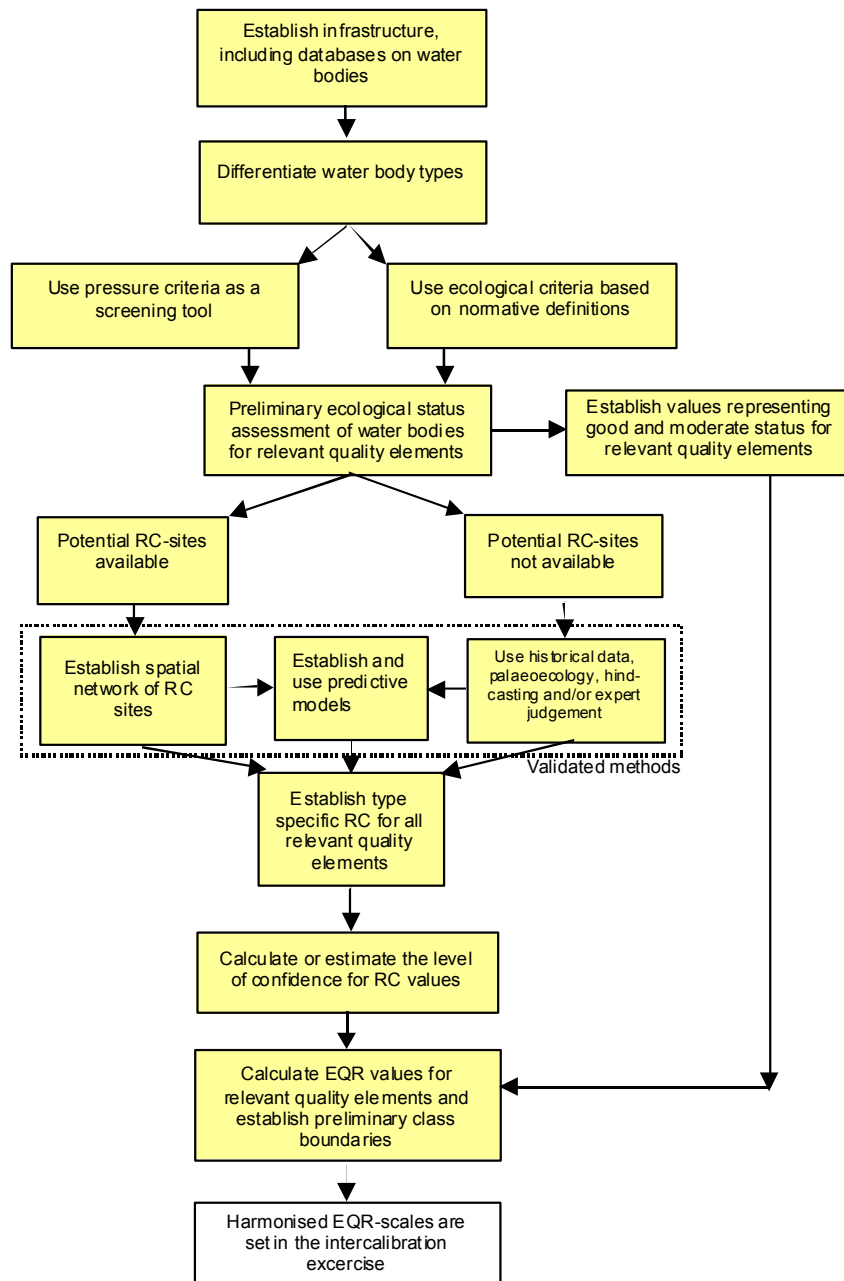 Establish infrastructure,
including databases on water
bodies
Differentiate water body types
Use pressure criteria as a
screening tool
Use ecological criteria based
on normative definitions
Preliminary ecological status
assessment of water bodies
for relevant quality elements
Establish values representing
good and moderate status for
relevant quality elements
Potential RC-sites
available
Potential RC-sites
not available
Establish spatial
network of RC
sites
Establish and
use predictive
models
Use historical data,
palaeoecology, hind-
casting and/or expert
judgement
Validated methods
Establish type
specific RC for all
relevant quality
elements
Calculate or estimate the level
of confidence for RC values
Calculate EQR values for
relevant quality elements and
establish preliminary class
boundaries
Harmonised EQR-scales are
set in the intercalibration
excercise